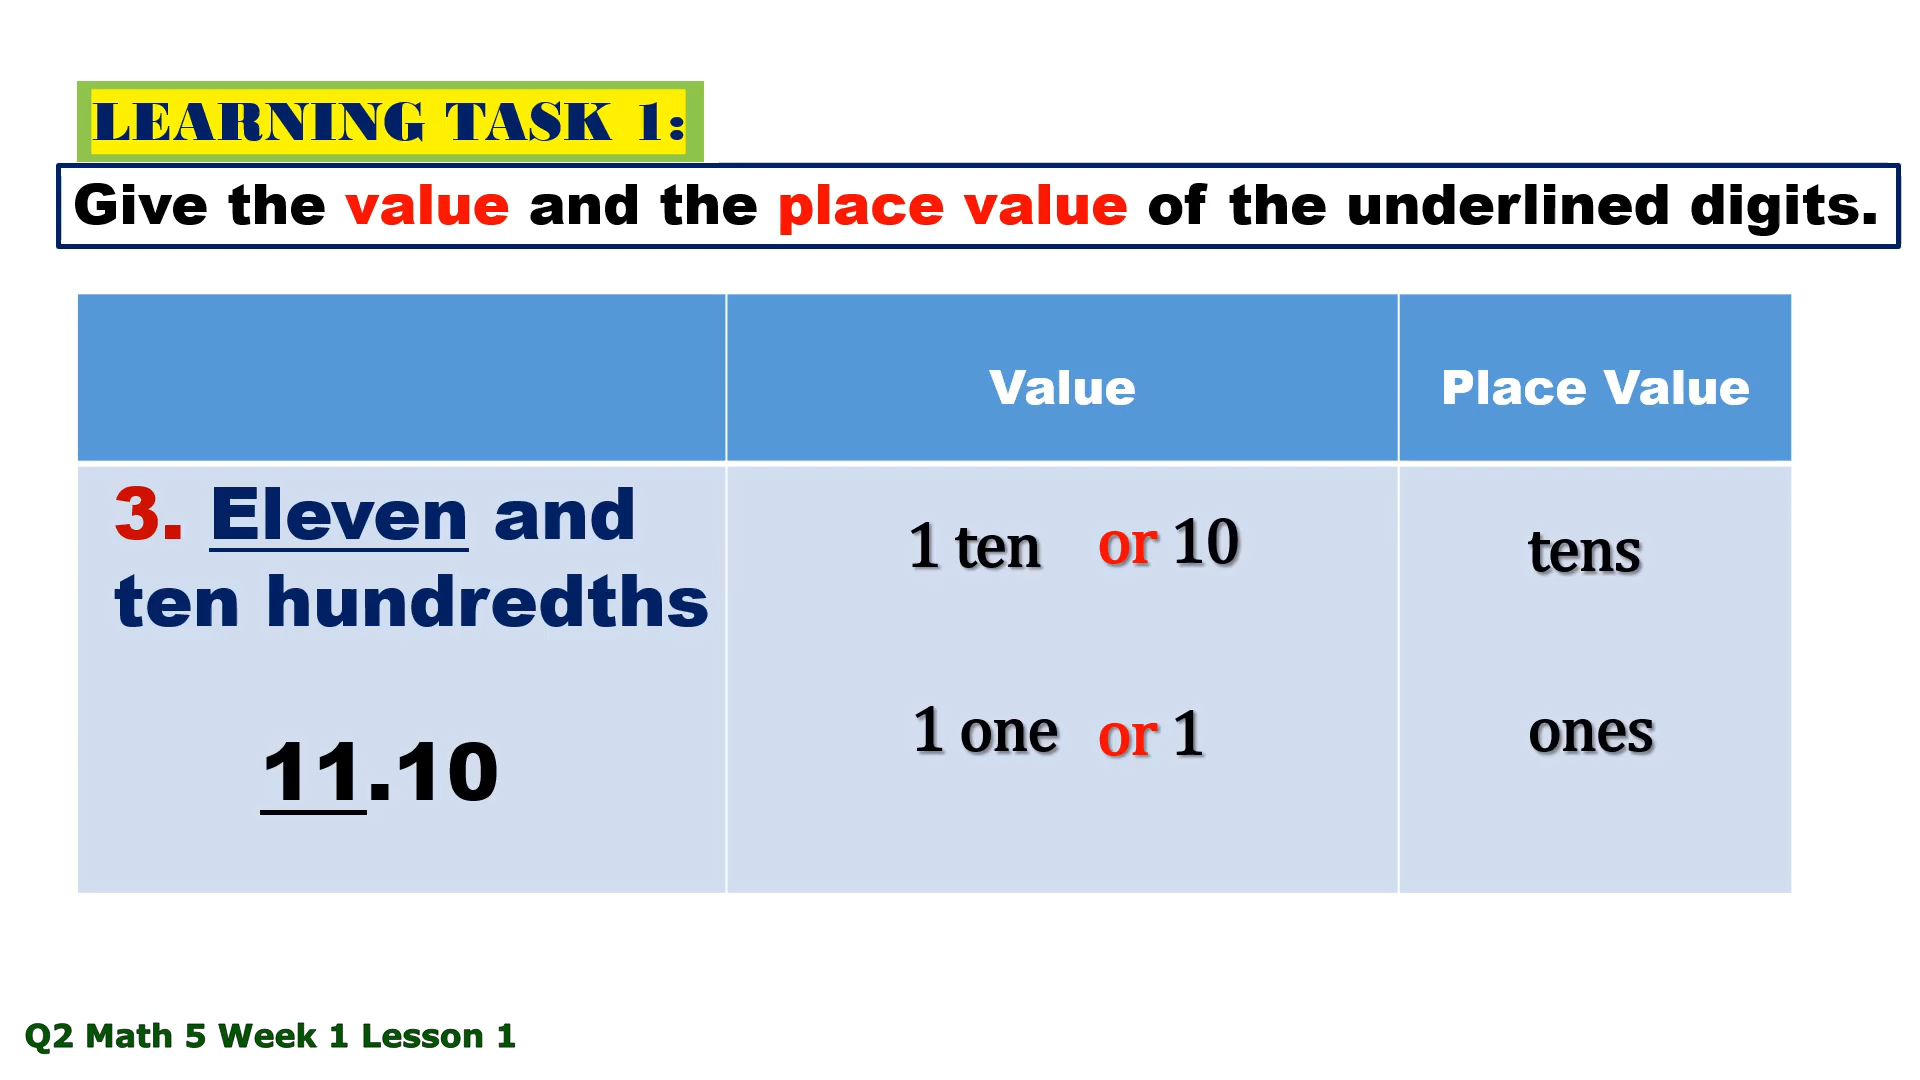 LEARNING TASK 1:
Give the value and the place value of the underlined digits.
Value
Place Value
3. Eleven and
ten hundredths
11.10
1 ten or 10
tens
1 one or 1
ones
Q2 Math 5 Week 1 Lesson 1